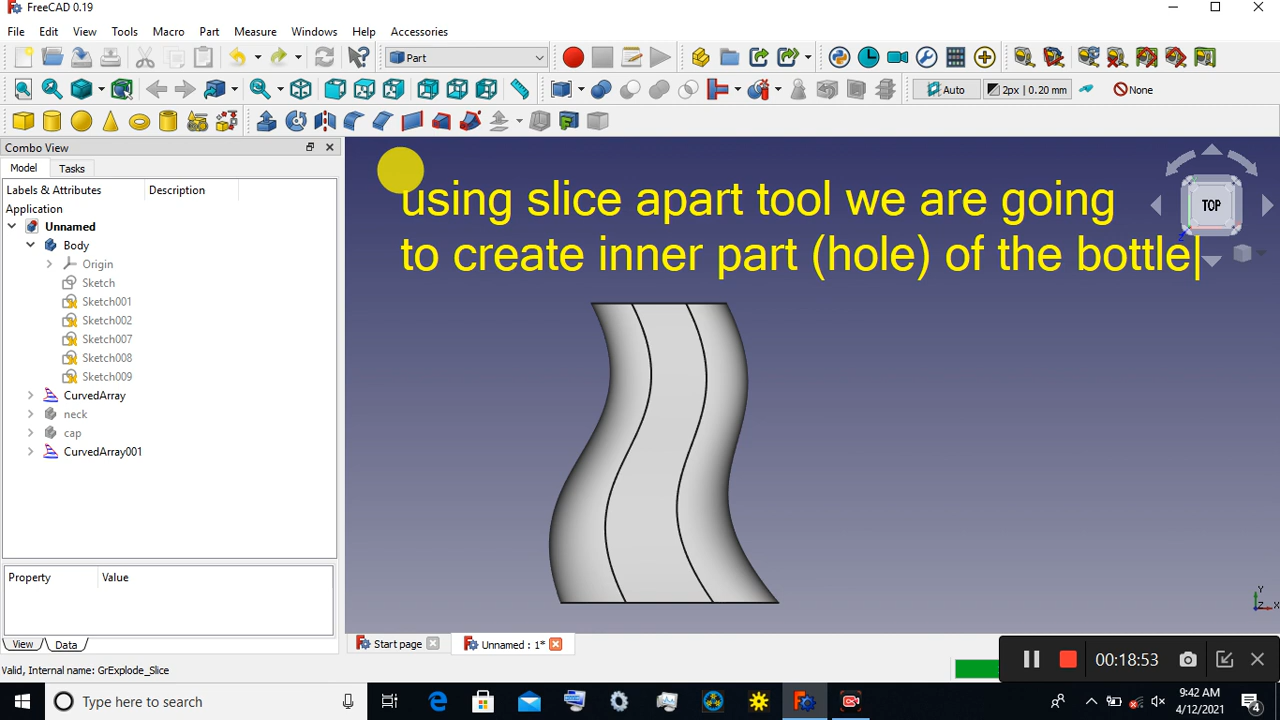 FreeCAD 0.19
File Edit View Tools Macro Part Measure Windows Help Accessories
Part
Auto
2px | 0.20 mm
None
Combo View
Model Tasks
Labels & Attributes Description
Application
Unnamed
Body
Origin
Sketch
Sketch001
Sketch002
Sketch007
Sketch008
Sketch009
CurvedArray
neck
cap
CurvedArray001
Property Value
View Data
using slice apart tool we are going
to create inner part (hole) of the bottle
TOP
Y
Z X
Start page
Unnamed : 1*
Valid, Internal name: GrExplode_Slice
00:18:53
Type here to search
9:42 AM
4/12/2021
4